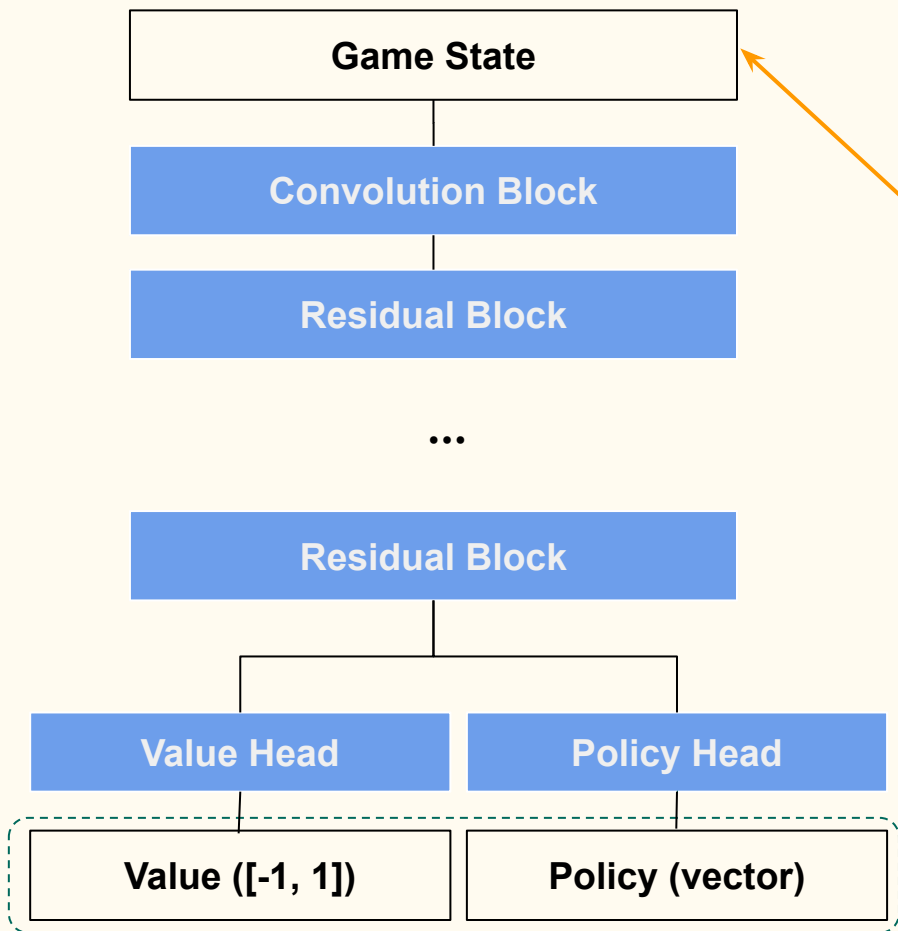 Game State
Convolution Block
Residual Block
...
Residual Block
Value Head
Policy Head
Value ([-1, 1])
Policy (vector)